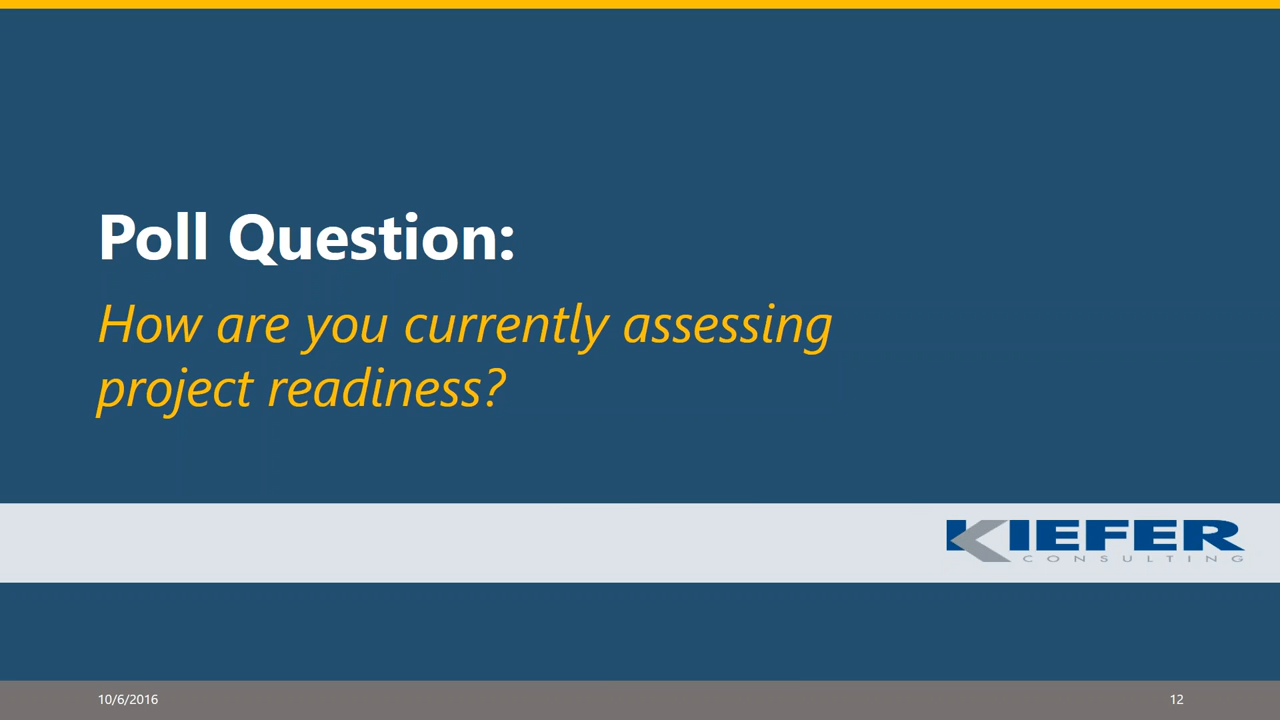 Poll Question:
How are you currently assessing
project readiness?
KIEFER
CONSULTING
10/6/2016
12